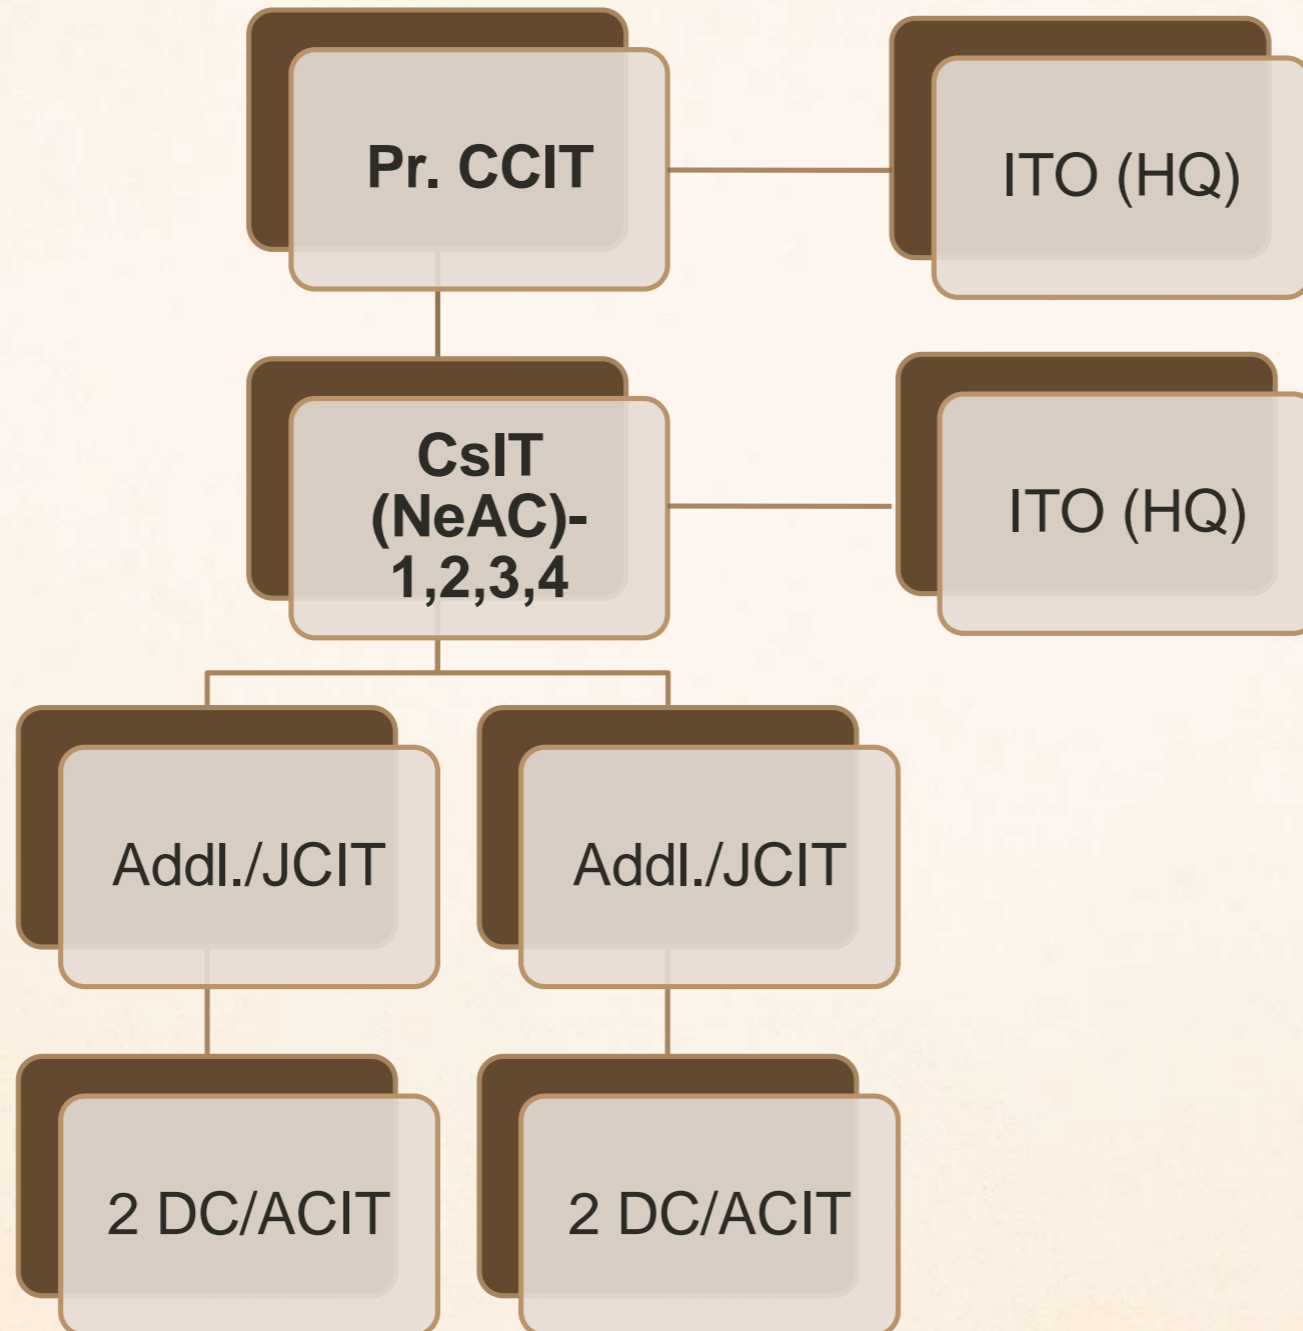 Pr. CCIT
ITO (HQ)
CsIT
(NeAC)-
1,2,3,4
ITO (HQ)
Addl./JCIT
Addl./JCIT
2 DC/ACIT
2 DC/ACIT